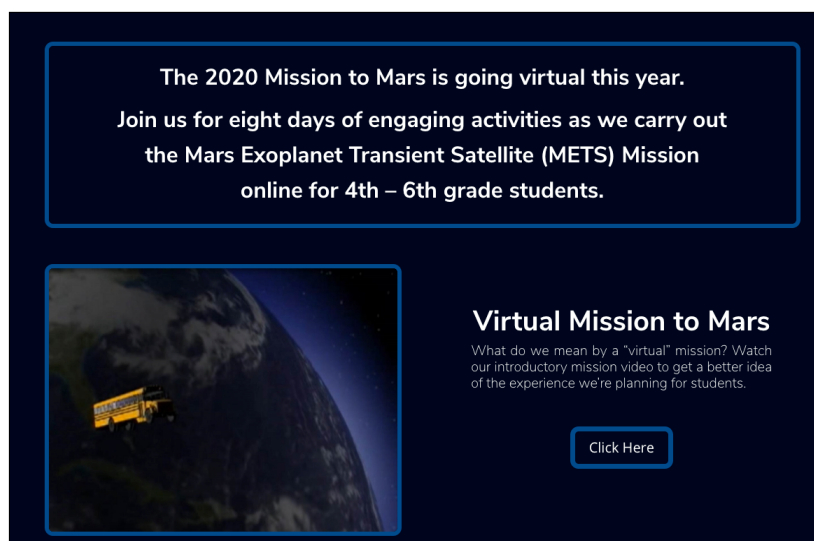 The 2020 Mission to Mars is going virtual this year.
Join us for eight days of engaging activities as we carry out
the Mars Exoplanet Transient Satellite (METS) Mission
online for 4th – 6th grade students.
Virtual Mission to Mars
What do we mean by a “virtual” mission? Watch
our introductory mission video to get a better idea
of the experience we’re planning for students.
Click Here